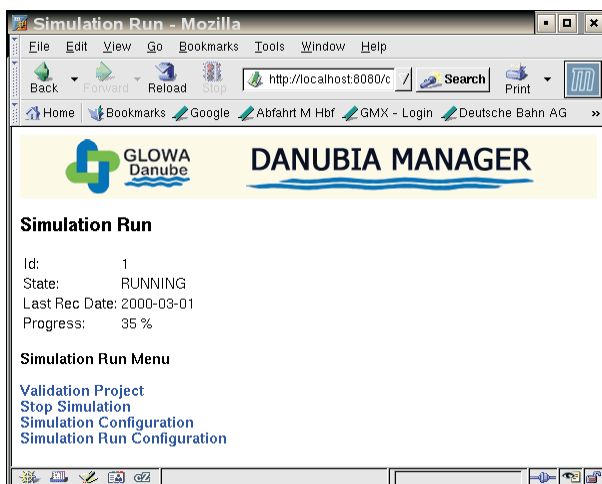 Simulation Run - Mozilla
File Edit View Go Bookmarks Tools Window Help
Back Forward Reload Stop http://localhost:8080/c Search Print
Home Bookmarks Google Abfahrt M Hbf GMX - Login Deutsche Bahn AG »
GLOWA
Danube
DANUBIA MANAGER
Simulation Run
Id: 1
State: RUNNING
Last Rec Date: 2000-03-01
Progress: 35 %
Simulation Run Menu
Validation Project
Stop Simulation
Simulation Configuration
Simulation Run Configuration